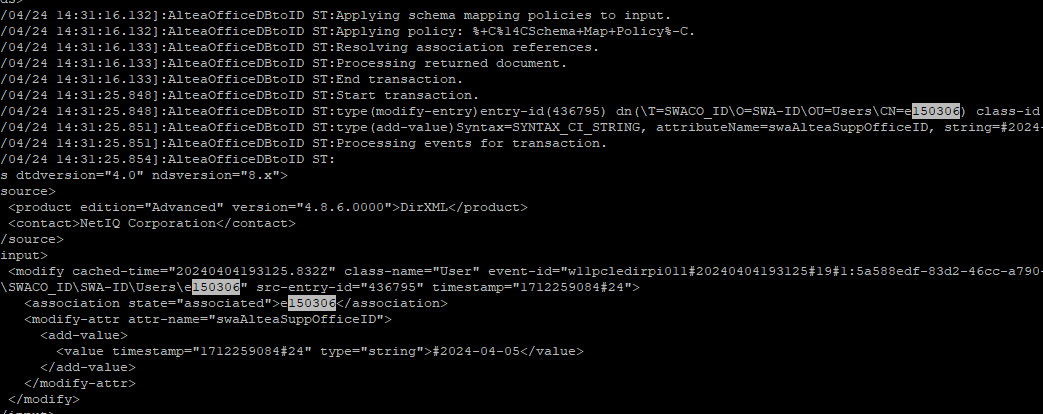 ds>
/04/24 14:31:16.132]:AlteaOfficeDBtoID ST:Applying schema mapping policies to input.
/04/24 14:31:16.133]:AlteaOfficeDBtoID ST:Applying policy: %+C%14CSchema+Map+Policy%-C.
/04/24 14:31:16.133]:AlteaOfficeDBtoID ST:Resolving association references.
/04/24 14:31:16.133]:AlteaOfficeDBtoID ST:Processing returned document.
/04/24 14:31:16.133]:AlteaOfficeDBtoID ST:End transaction.
/04/24 14:31:25.848]:AlteaOfficeDBtoID ST:Start transaction.
/04/24 14:31:25.848]:AlteaOfficeDBtoID ST:type(modify-entry)entry-id(436795) dn(\T=SWACO_ID\O=SWA-ID\OU=Users\CN=e150306) class-id
/04/24 14:31:25.851]:AlteaOfficeDBtoID ST:type(add-value)Syntax=SYNTAX_CI_STRING, attributeName=swaAlteaSuppOfficeID, string=#2024-
/04/24 14:31:25.851]:AlteaOfficeDBtoID ST:Processing events for transaction.
/04/24 14:31:25.854]:AlteaOfficeDBtoID ST:
s dtdversion="4.0" ndsversion="8.x">
source>
<product edition="Advanced" version="4.8.6.0000">DirXML</product>
<contact>NetIQ Corporation</contact>
/source>
input>
<modify cached-time="20240404193125.832Z" class-name="User" event-id="w11pcledirpi011#20240404193125#19#1:5a588edf-83d2-46cc-a790-
\SWACO_ID\SWA-ID\Users\e150306" src-entry-id="436795" timestamp="1712259084#24">
<association state="associated">e150306</association>
<modify-attr attr-name="swaAlteaSuppOfficeID">
<add-value>
<value timestamp="1712259084#24" type="string">#2024-04-05</value>
</add-value>
</modify-attr>
</modify>
/input>